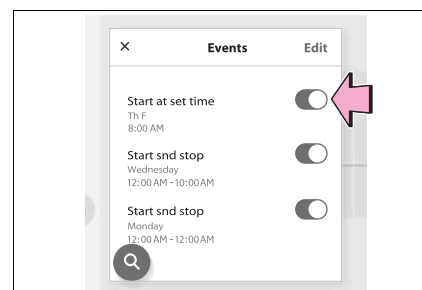 × Events Edit
Start at set time
Th F
8:00 AM
Start snd stop
Wednesday
12:00 AM - 10:00 AM
Start snd stop
Monday
12:00 AM - 12:00 AM